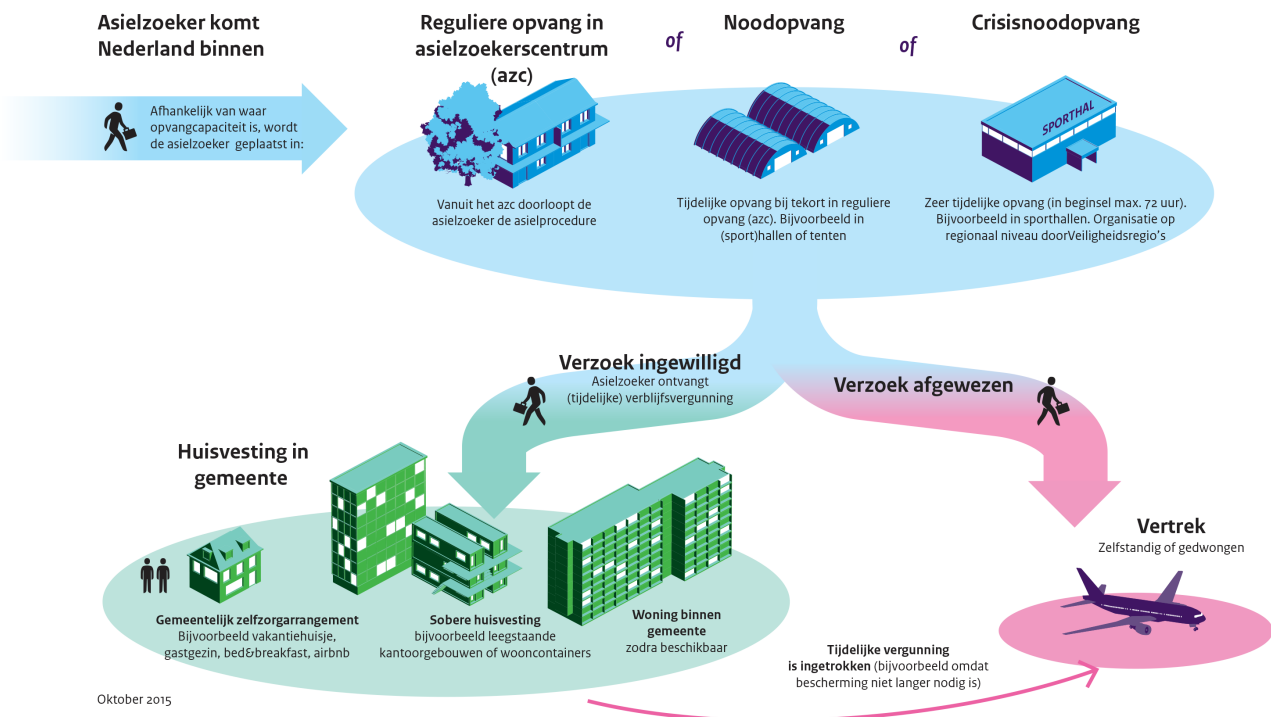 Asielzoeker komt
Nederland binnen
Reguliere opvang in
asielzoekerscentrum
(azc)
of
Noodopvang
of
Crisisnoodopvang
Afhankelijk van waar
opvangcapaciteit is, wordt
de asielzoeker geplaatst in:
SPORTHAL
Vanuit het azc doorloopt de
asielzoeker de asielprocedure
Tijdelijke opvang bij tekort in reguliere
opvang (azc). Bijvoorbeeld in
(sport)hallen of tenten
Zeer tijdelijke opvang (in beginsel max. 72 uur).
Bijvoorbeeld in sporthallen. Organisatie op
regionaal niveau doorVeiligheidsregio's
Verzoek ingewilligd
Asielzoeker ontvangt
(tijdelijke) verblijfsvergunning
Verzoek afgewezen
Huisvesting in
gemeente
Vertrek
Zelfstandig of gedwongen
Gemeentelijk zelfzorgarrangement
Bijvoorbeeld vakantiehuisje,
gastgezin, bed&breakfast, airbnb
Sobere huisvesting
bijvoorbeeld leegstaande
kantoorgebouwen of wooncontainers
Woning binnen
gemeente
zodra beschikbaar
Tijdelijke vergunning
is ingetrokken (bijvoorbeeld omdat
bescherming niet langer nodig is)
Oktober 2015